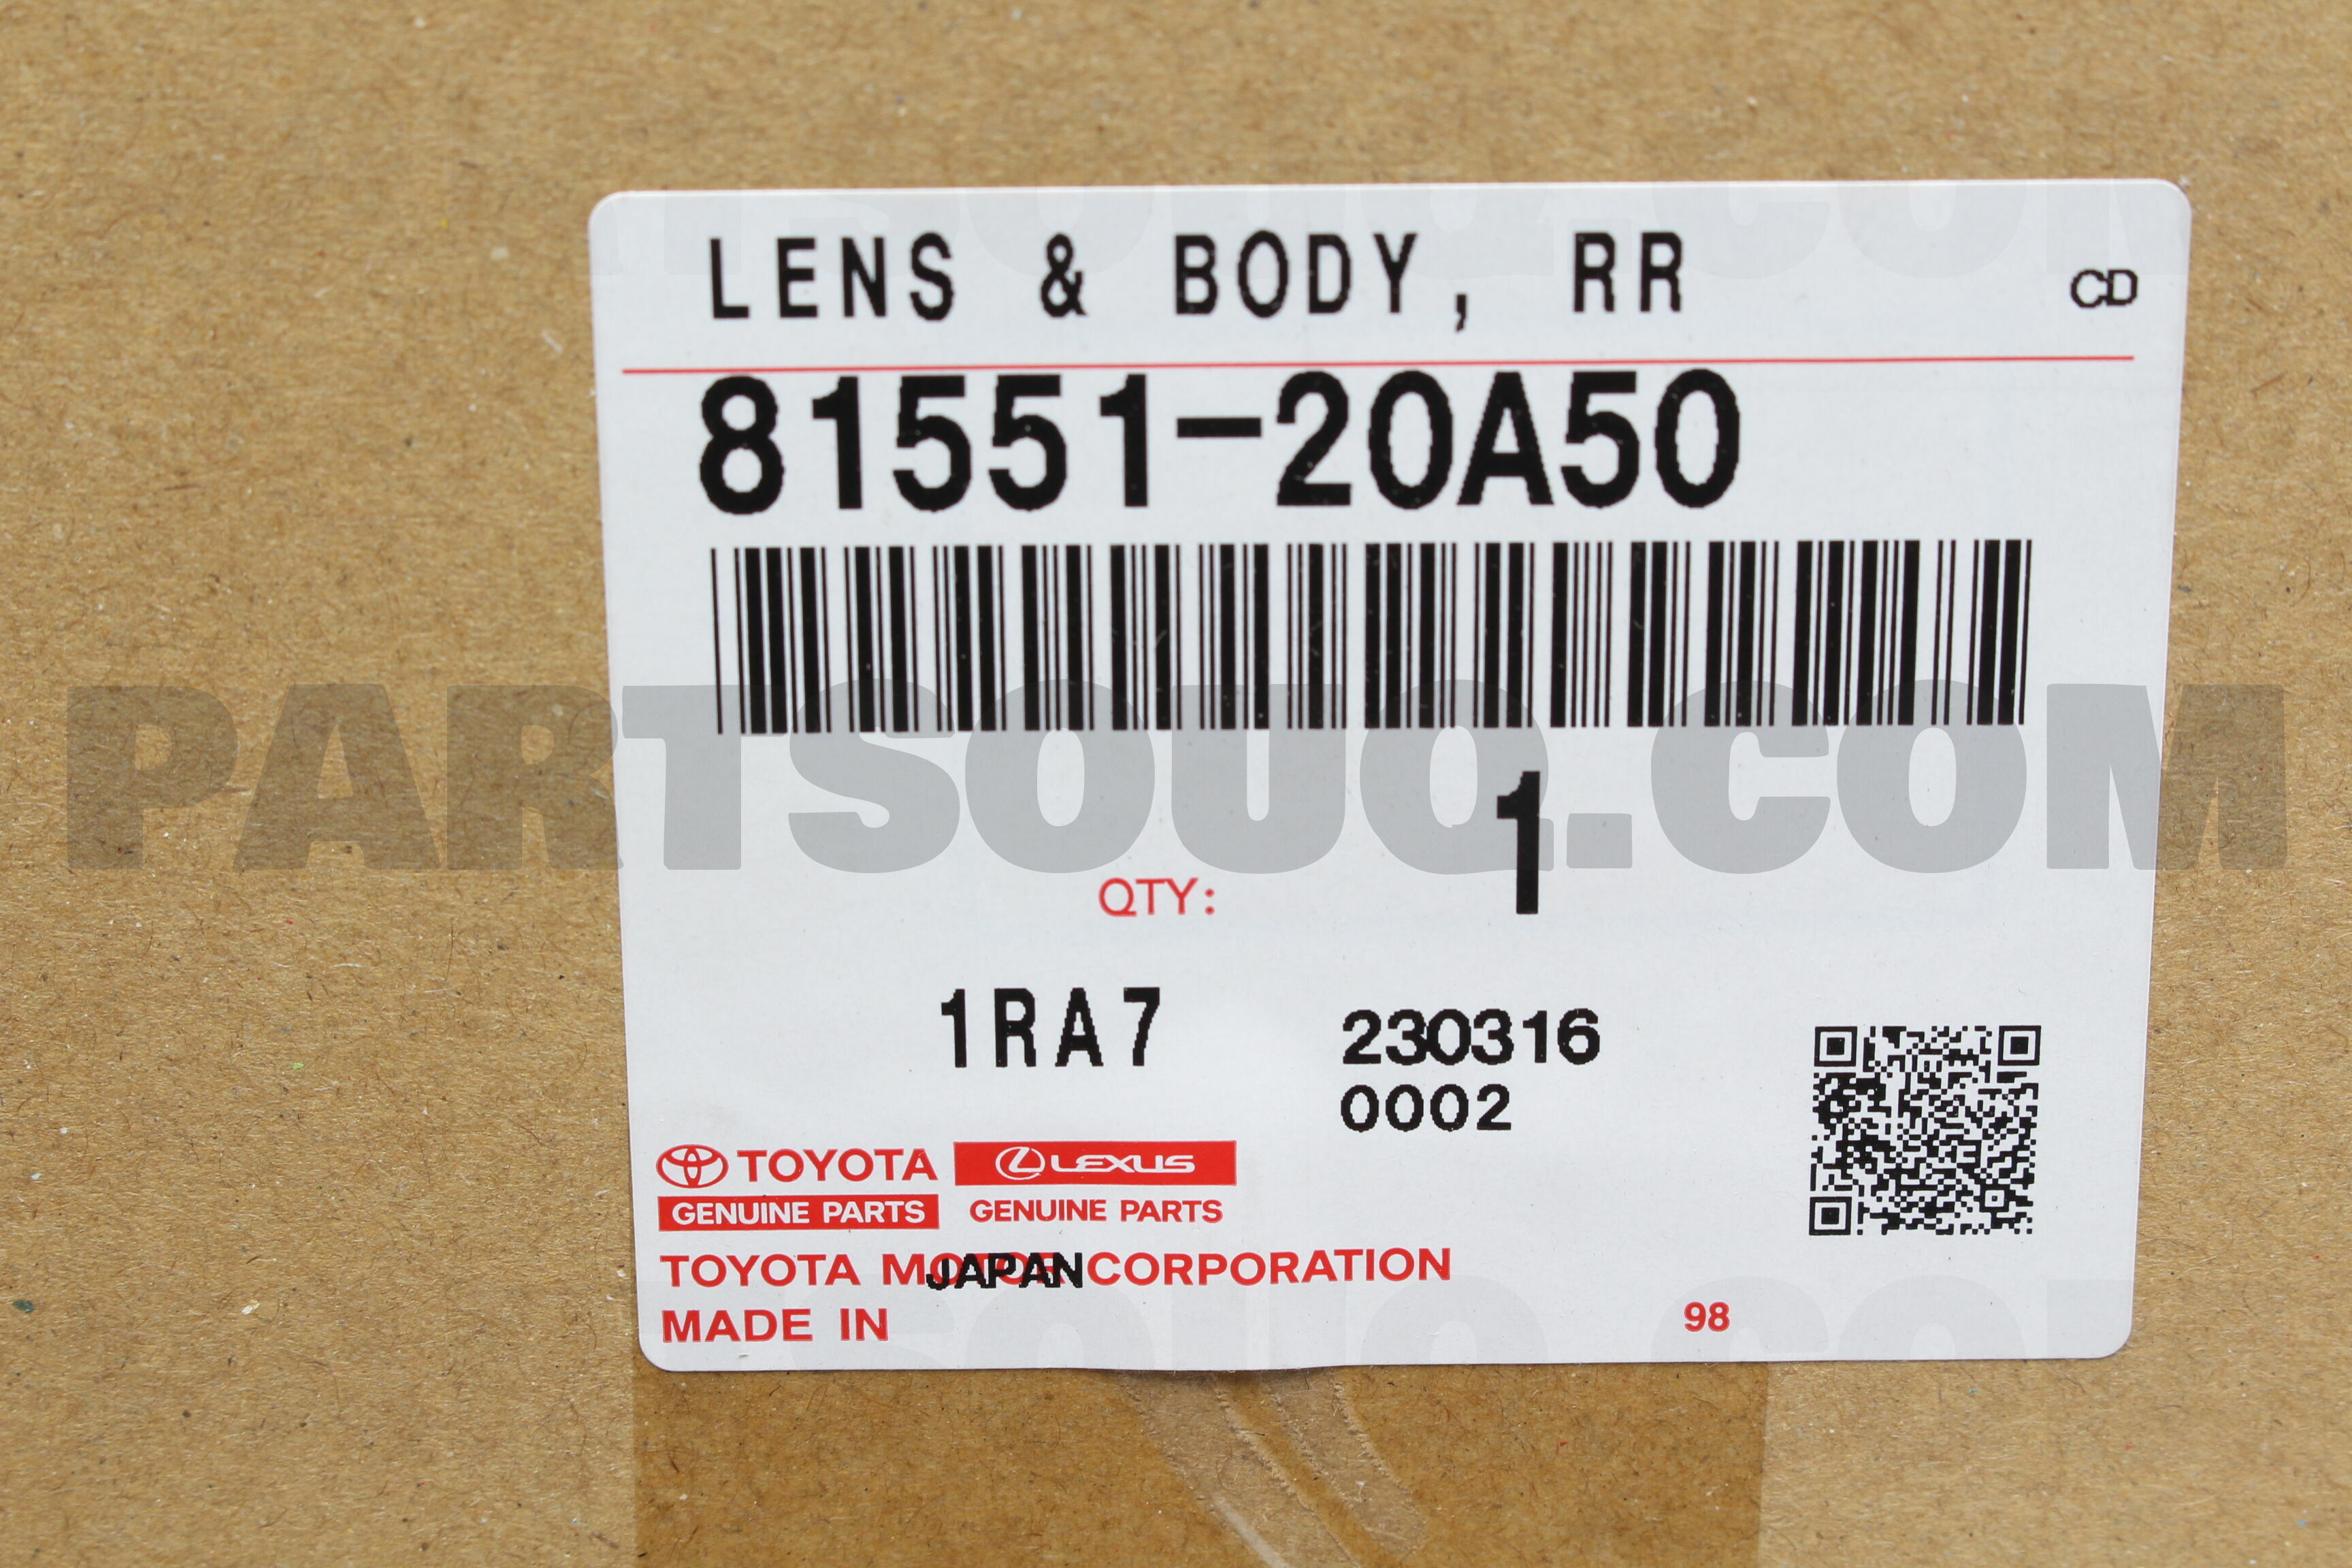 LENS & BODY, RR CD
81551-20A50
PARTSOUQ.COM
QTY: 1
1RA7 230316
0002
TOYOTA LEXUS
GENUINE PARTS GENUINE PARTS
TOYOTA MOTOR CORPORATION
JAPAN
MADE IN 98